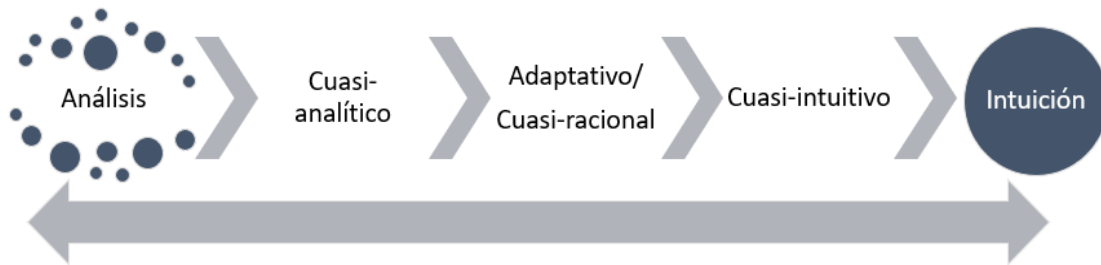 Análisis
Cuasi-
analítico
Adaptativo/
Cuasi-racional
Cuasi-intuitivo
Intuición